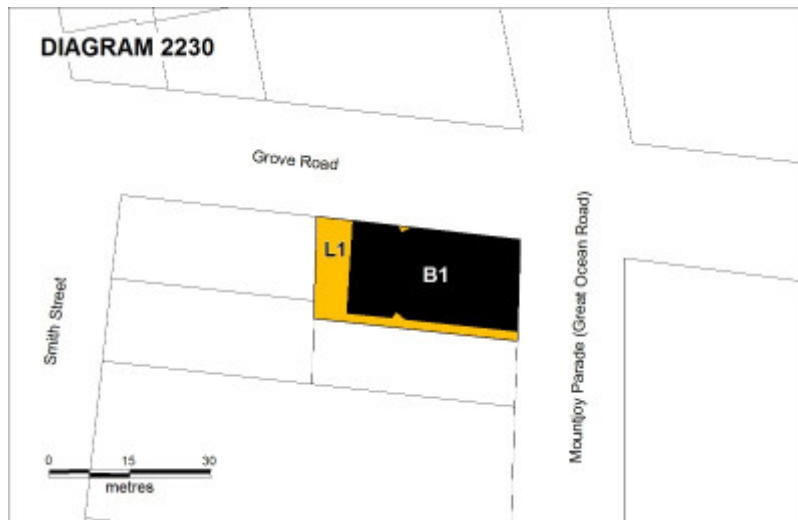 DIAGRAM 2230
Grove Road
L1
B1
Smith Street
Mountjoy Parade (Great Ocean Road)
0 15 30
metres